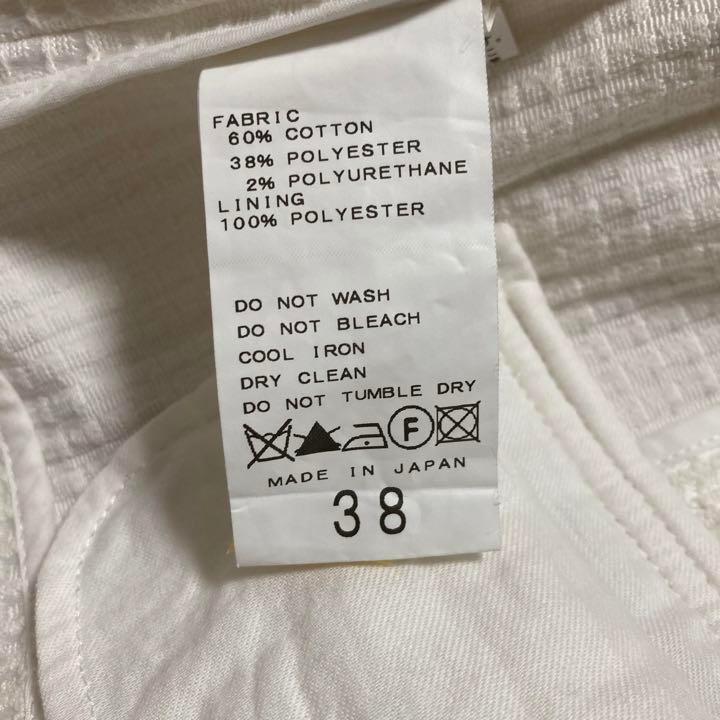 FABRIC
60% COTTON
38% POLYESTER
2% POLYURETHANE
LINING
100% POLYESTER
DO NOT WASH
DO NOT BLEACH
COOL IRON
DRY CLEAN
DO NOT TUMBLE DRY
F
MADE IN JAPAN
38